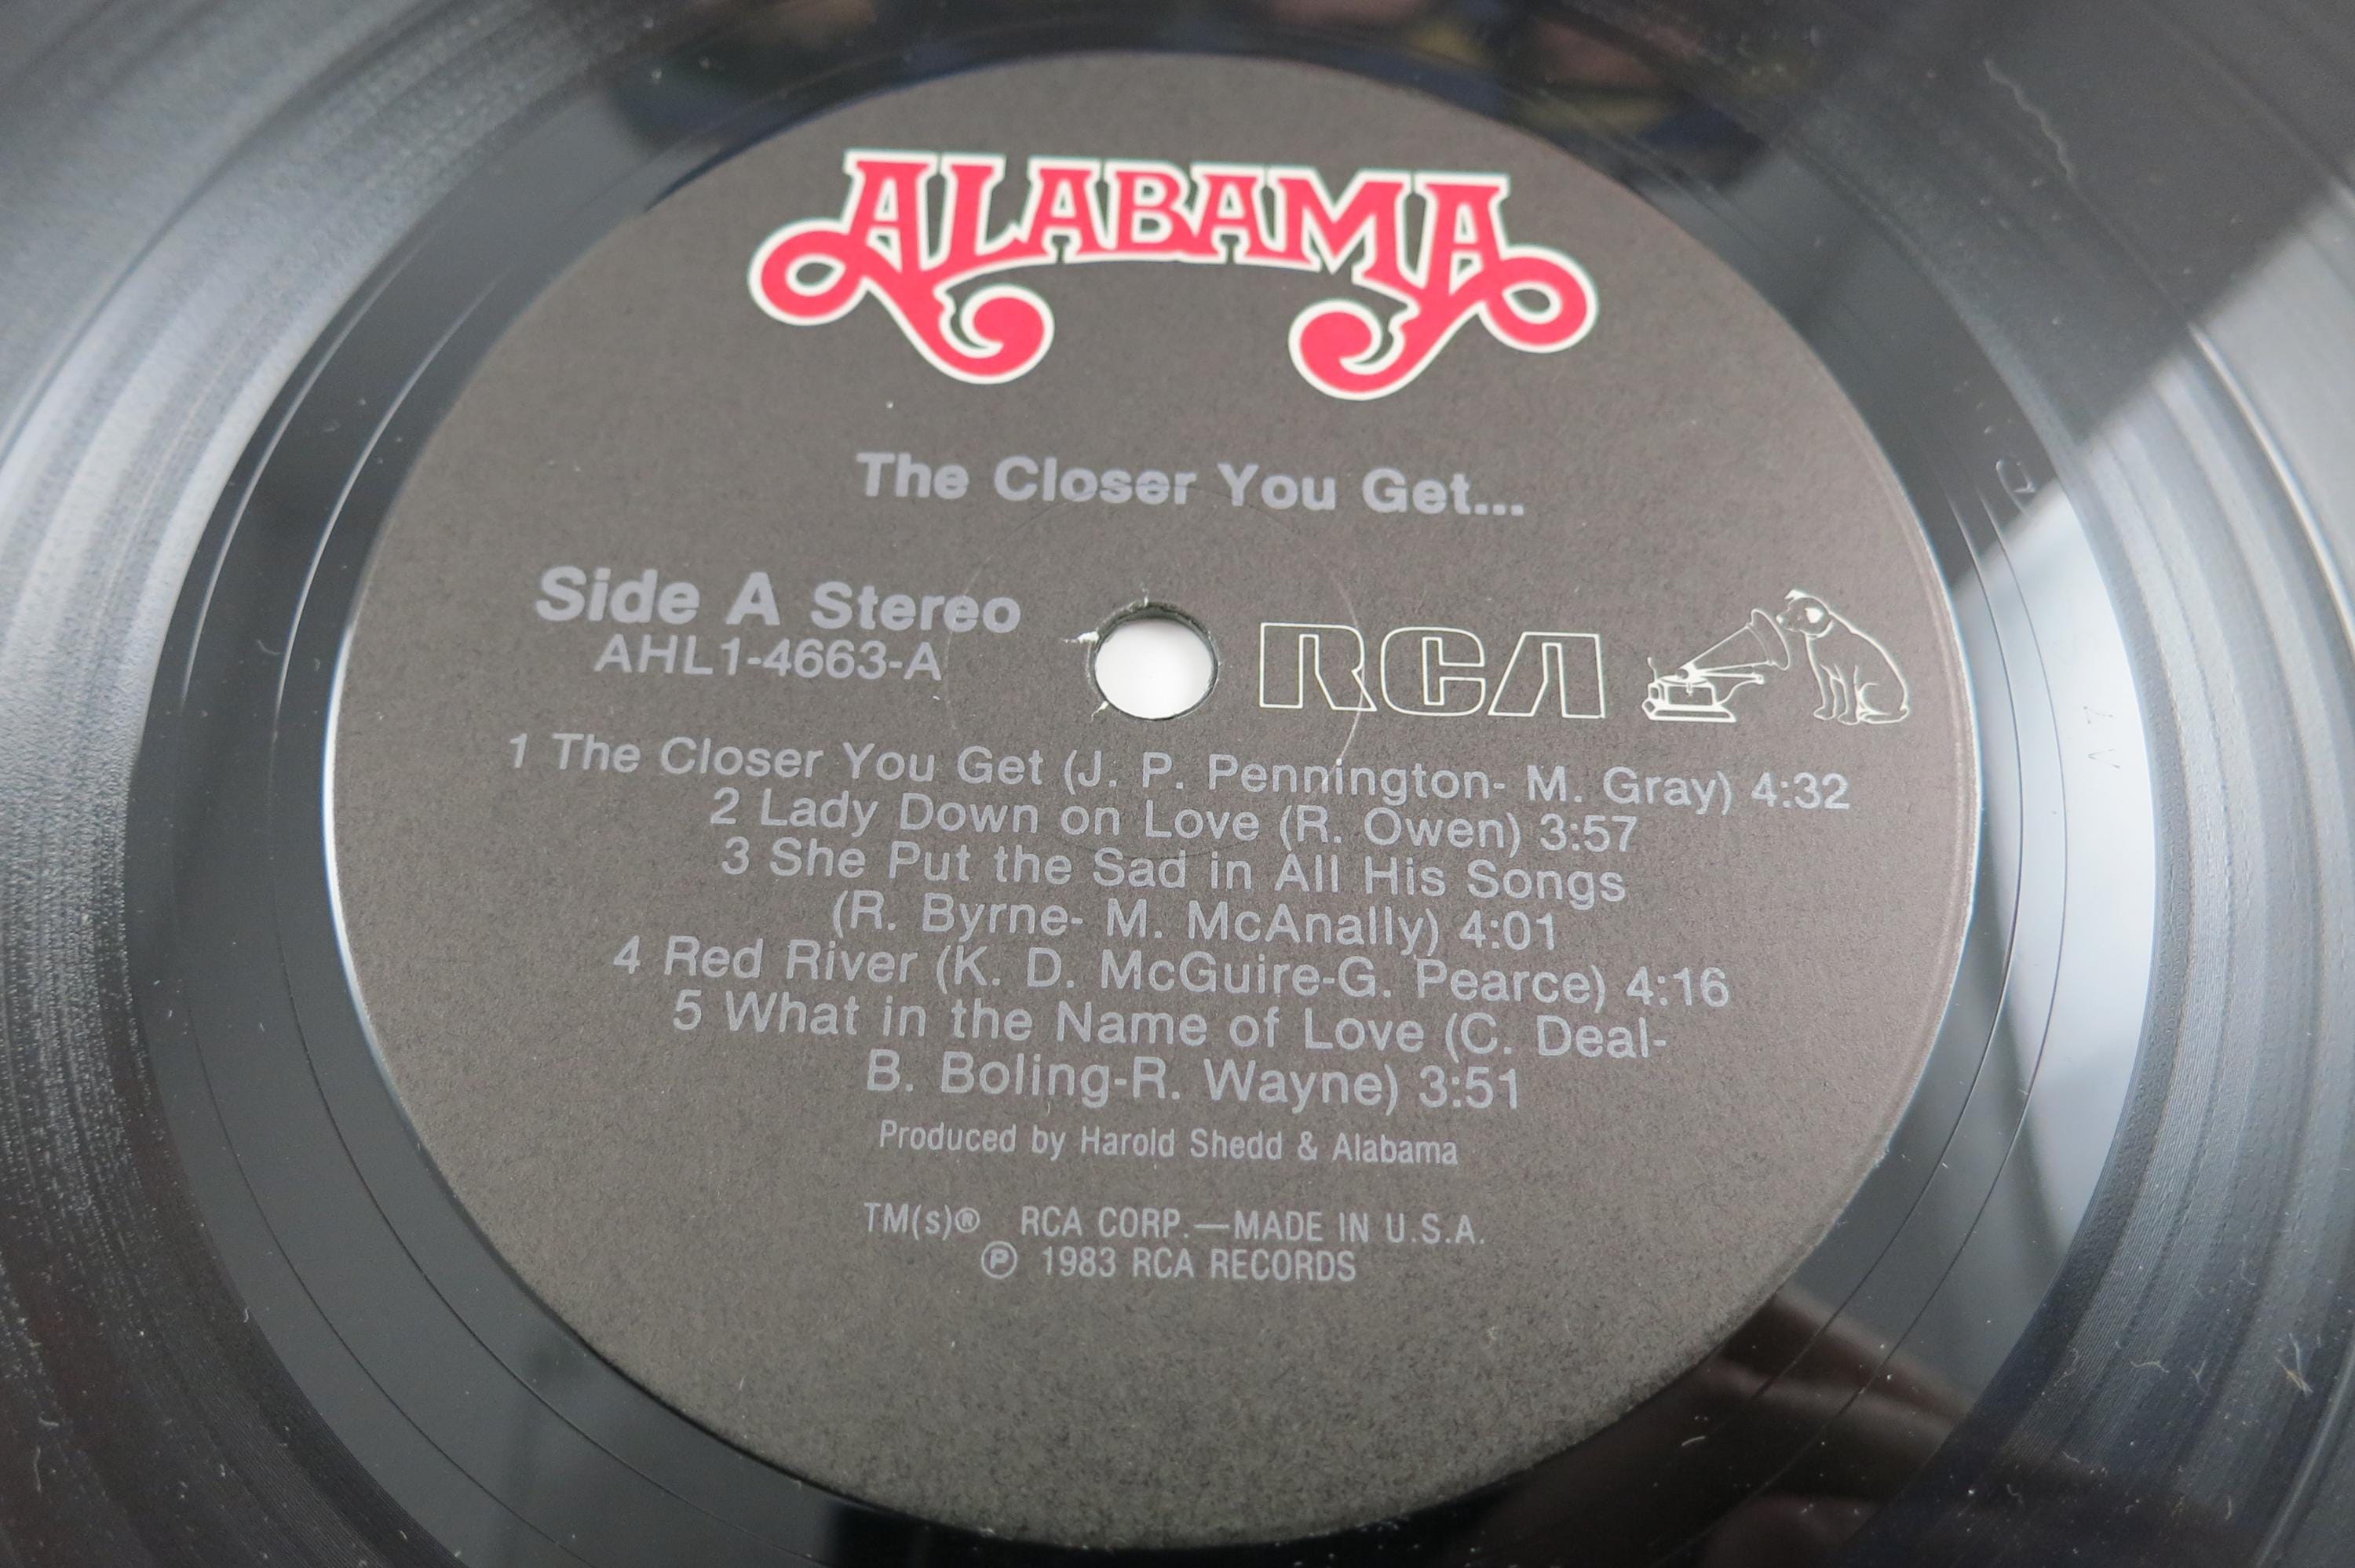 ALABAMA
The Closer You Get...
Side A Stereo
AHL1-4663-A
RCA
1 The Closer You Get (J. P. Pennington- M. Gray) 4:32
2 Lady Down on Love (R. Owen) 3:57
3 She Put the Sad in All His Songs
(R. Byrne- M. McAnally) 4:01
4 Red River (K. D. McGuire-G. Pearce) 4:16
5 What in the Name of Love (C. Deal-
B. Boling-R. Wayne) 3:51
Produced by Harold Shedd & Alabama
TM(s)® RCA CORP.—MADE IN U.S.A.
℗ 1983 RCA RECORDS